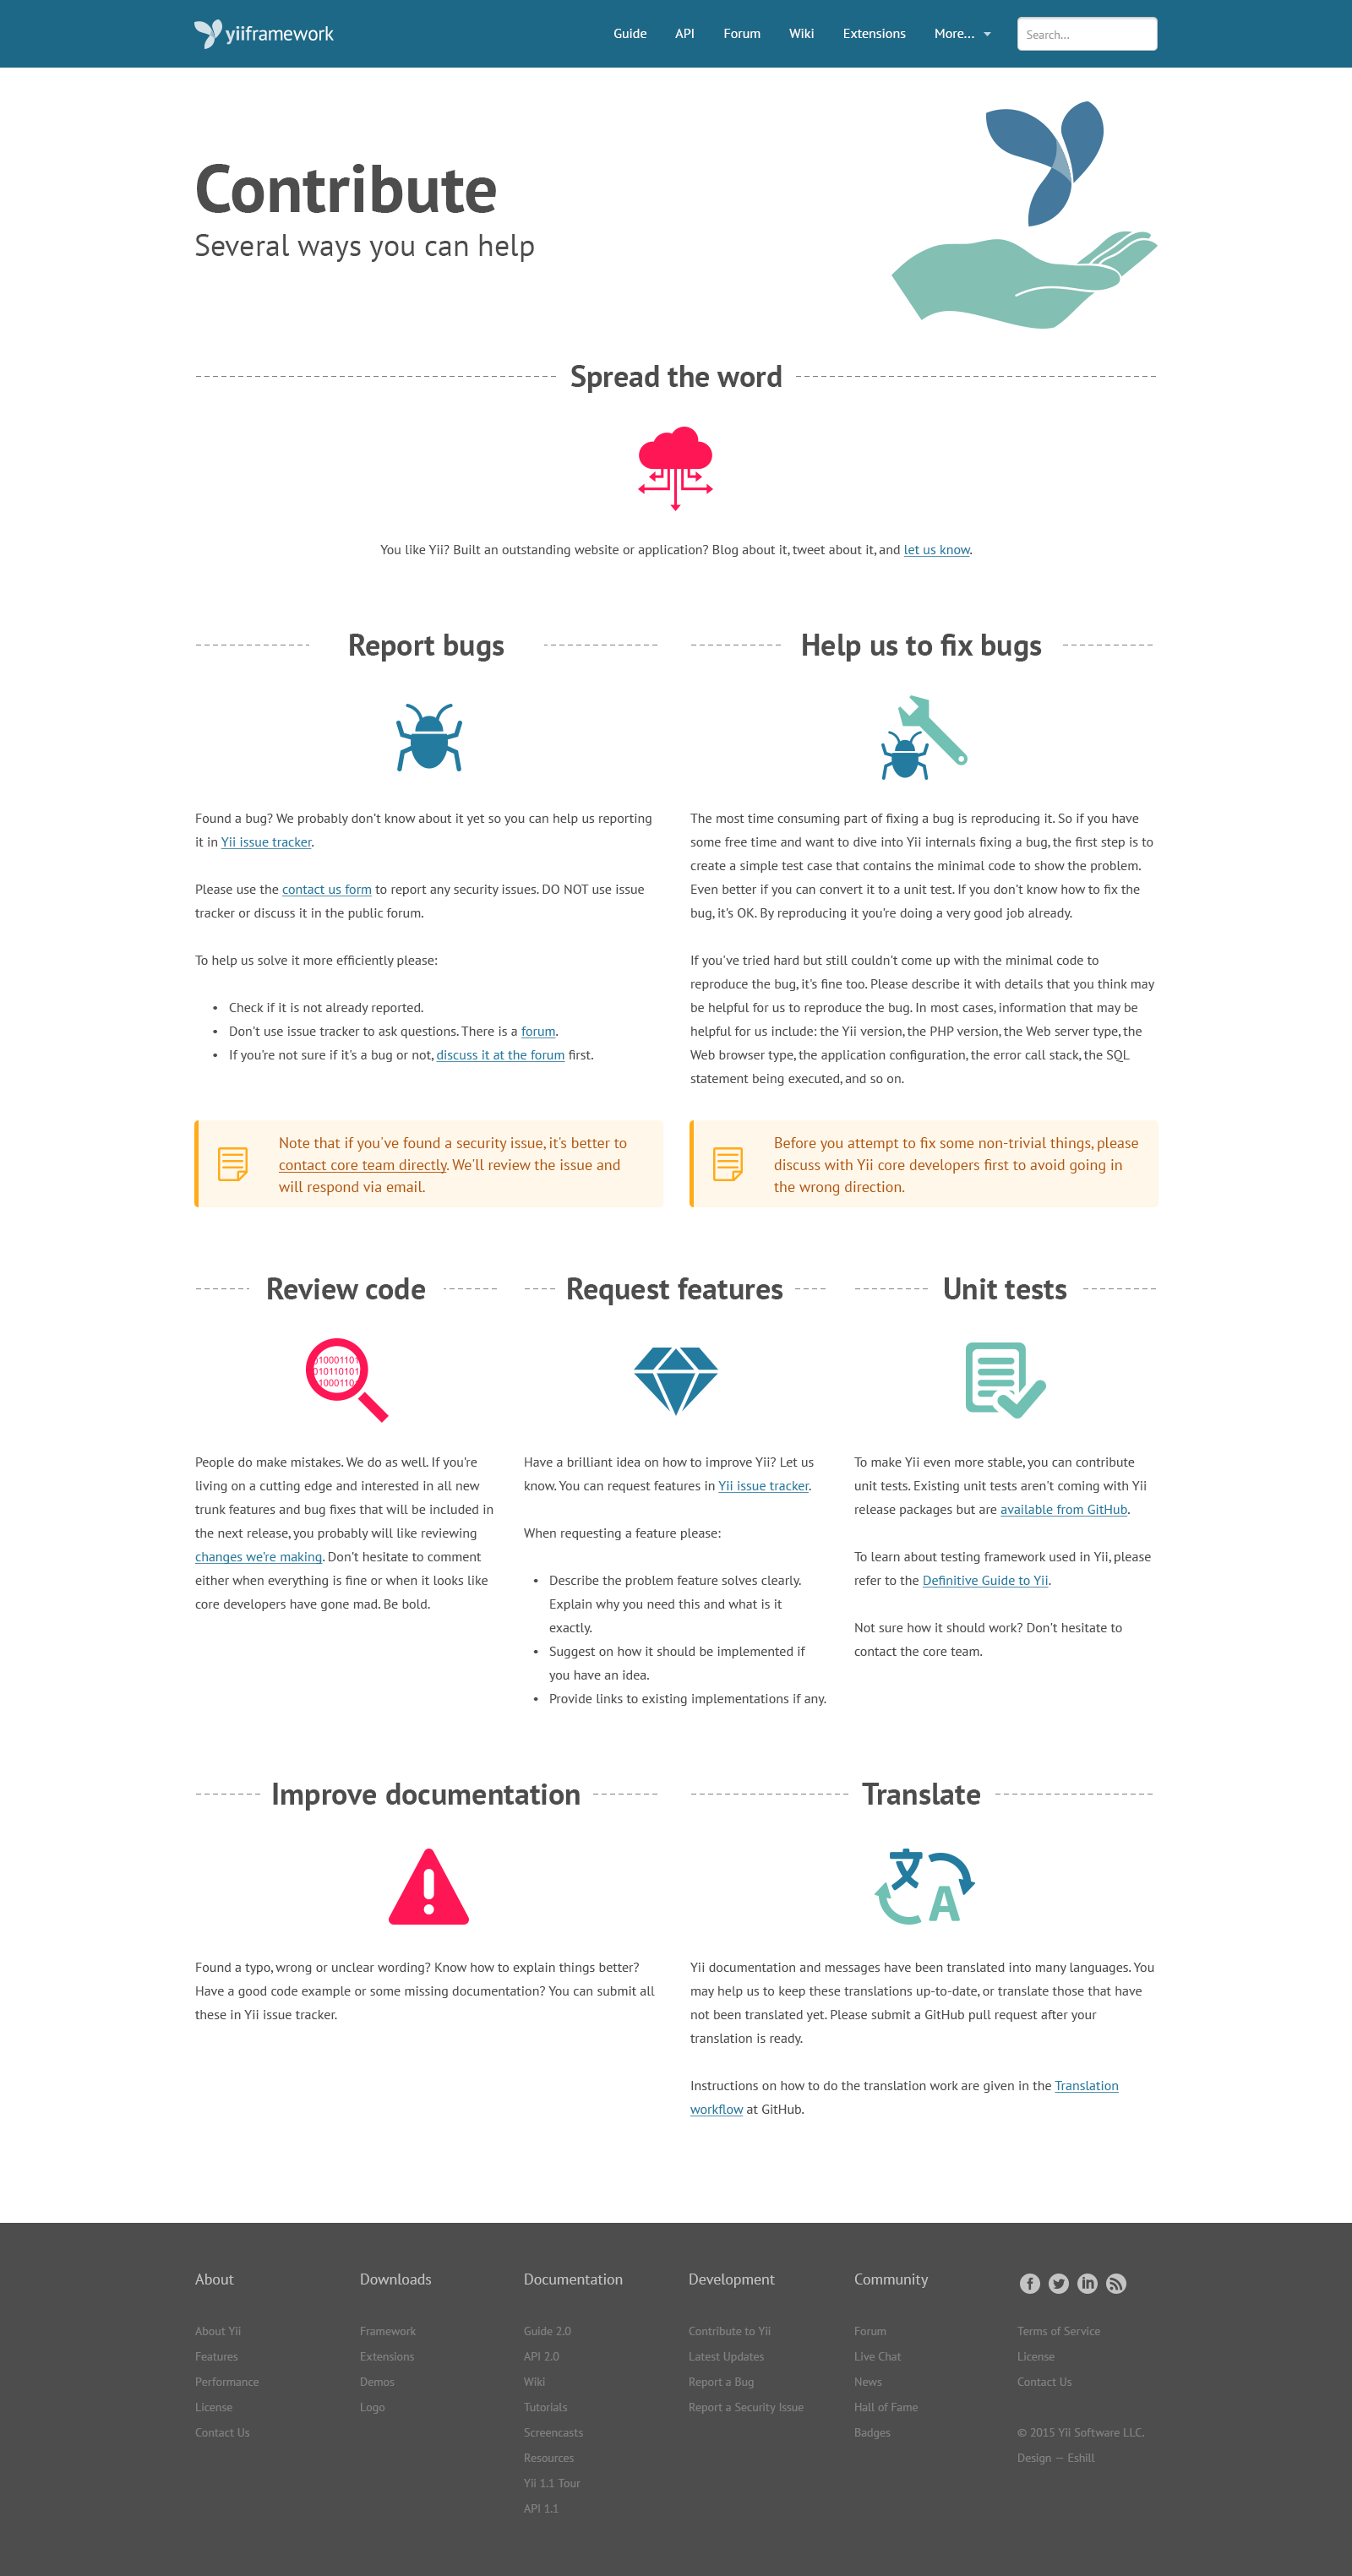 yiiframework
Guide API Forum Wiki Extensions More... Search...
Contribute
Several ways you can help
Spread the word
You like Yii? Built an outstanding website or application? Blog about it, tweet about it, and let us know.
Report bugs
Found a bug? We probably don't know about it yet so you can help us reporting
it in Yii issue tracker.
Please use the contact us form to report any security issues. DO NOT use issue
tracker or discuss it in the public forum.
To help us solve it more efficiently please:
• Check if it is not already reported.
• Don't use issue tracker to ask questions. There is a forum.
• If you're not sure if it's a bug or not, discuss it at the forum first.
Note that if you've found a security issue, it's better to
contact core team directly. We'll review the issue and
will respond via email.
Help us to fix bugs
The most time consuming part of fixing a bug is reproducing it. So if you have
some free time and want to dive into Yii internals fixing a bug, the first step is to
create a simple test case that contains the minimal code to show the problem.
Even better if you can convert it to a unit test. If you don't know how to fix the
bug, it's OK. By reproducing it you're doing a very good job already.
If you've tried hard but still couldn't come up with the minimal code to
reproduce the bug, it's fine too. Please describe it with details that you think may
be helpful for us to reproduce the bug. In most cases, information that may be
helpful for us include: the Yii version, the PHP version, the Web server type, the
Web browser type, the application configuration, the error call stack, the SQL
statement being executed, and so on.
Before you attempt to fix some non-trivial things, please
discuss with Yii core developers first to avoid going in
the wrong direction.
Review code
1000110
10110101
1000110
People do make mistakes. We do as well. If you're
living on a cutting edge and interested in all new
trunk features and bug fixes that will be included in
the next release, you probably will like reviewing
changes we're making. Don't hesitate to comment
either when everything is fine or when it looks like
core developers have gone mad. Be bold.
Request features
Have a brilliant idea on how to improve Yii? Let us
know. You can request features in Yii issue tracker.
When requesting a feature please:
• Describe the problem feature solves clearly.
Explain why you need this and what is it
exactly.
• Suggest on how it should be implemented if
you have an idea.
• Provide links to existing implementations if any.
Unit tests
To make Yii even more stable, you can contribute
unit tests. Existing unit tests aren't coming with Yii
release packages but are available from GitHub.
To learn about testing framework used in Yii, please
refer to the Definitive Guide to Yii.
Not sure how it should work? Don't hesitate to
contact the core team.
Improve documentation
Found a typo, wrong or unclear wording? Know how to explain things better?
Have a good code example or some missing documentation? You can submit all
these in Yii issue tracker.
Translate
文 A
Yii documentation and messages have been translated into many languages. You
may help us to keep these translations up-to-date, or translate those that have
not been translated yet. Please submit a GitHub pull request after your
translation is ready.
Instructions on how to do the translation work are given in the Translation
workflow at GitHub.
About
About Yii
Features
Performance
License
Contact Us
Downloads
Framework
Extensions
Demos
Logo
Documentation
Guide 2.0
API 2.0
Wiki
Tutorials
Screencasts
Resources
Yii 1.1 Tour
API 1.1
Development
Contribute to Yii
Latest Updates
Report a Bug
Report a Security Issue
Community
Forum
Live Chat
News
Hall of Fame
Badges
Terms of Service
License
Contact Us
© 2015 Yii Software LLC.
Design — Eshill